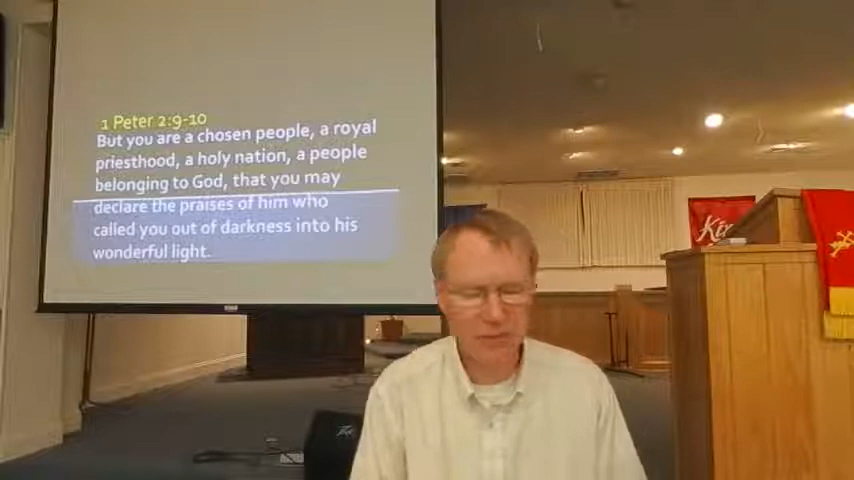 1 Peter 2:9-10
But you are a chosen people, a royal
priesthood, a holy nation, a people
belonging to God, that you may
declare the praises of him who
called you out of darkness into his
wonderful light.